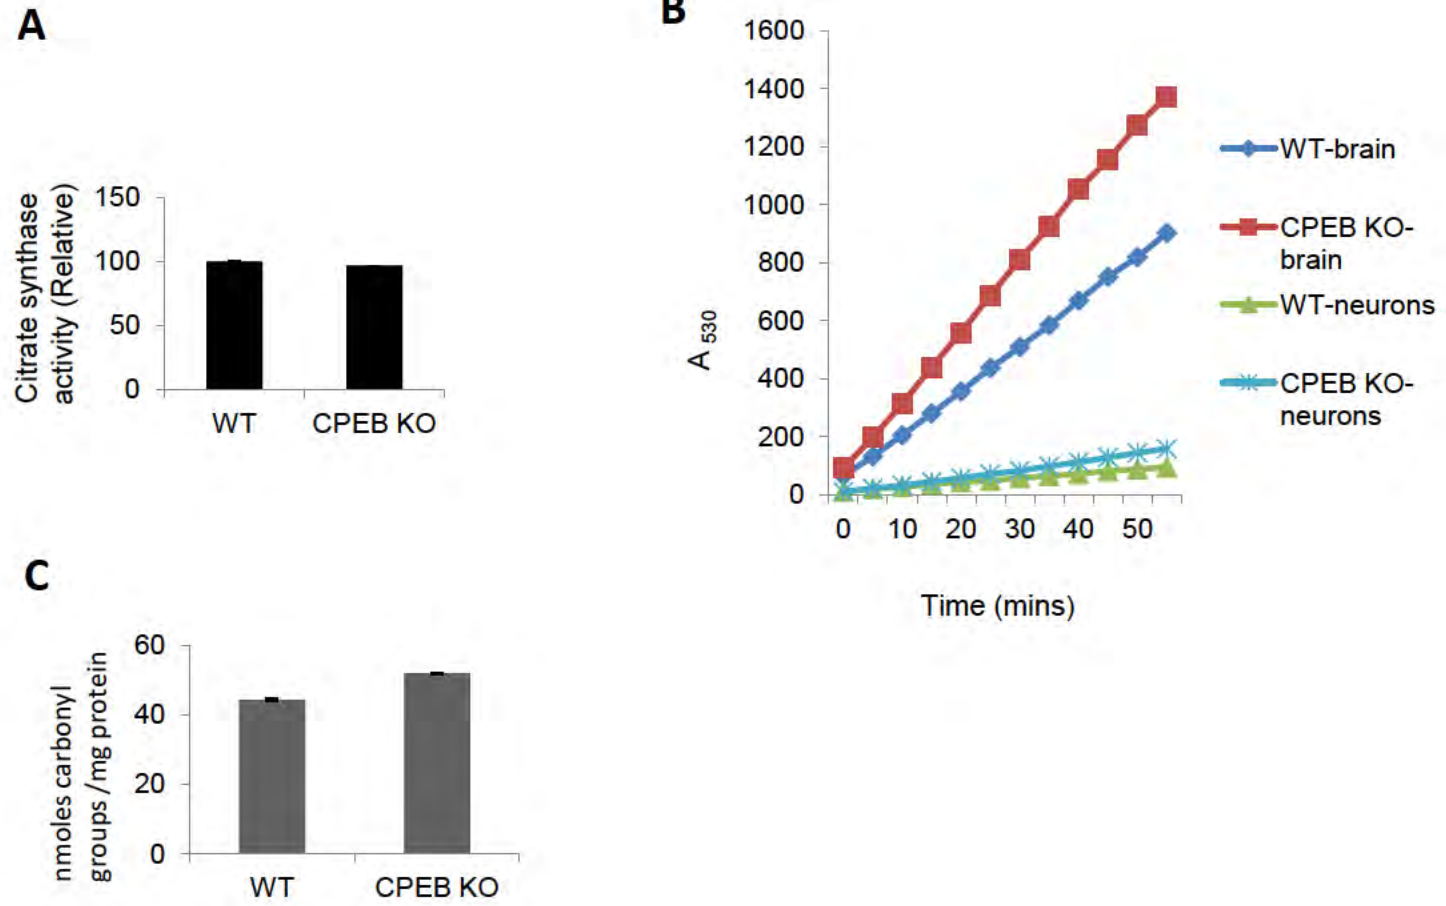 A
Citrate synthase
activity (Relative)
150
100
50
0
WT
CPEB KO
B
A 530
1600
1400
1200
1000
800
600
400
200
0
0
10
20
30
40
50
Time (mins)
WT-brain
CPEB KO-
brain
WT-neurons
CPEB KO-
neurons
C
nmoles carbonyl
groups /mg protein
60
40
20
0
WT
CPEB KO